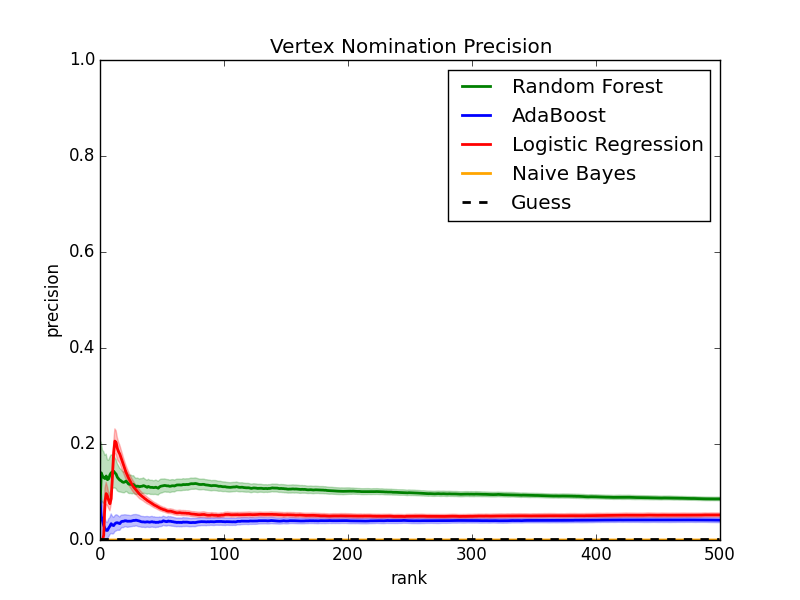 Vertex Nomination Precision
1.0
0.8
0.6
0.4
0.2
0.0
precision
Random Forest
AdaBoost
Logistic Regression
Naive Bayes
Guess
0 100 200 300 400 500
rank